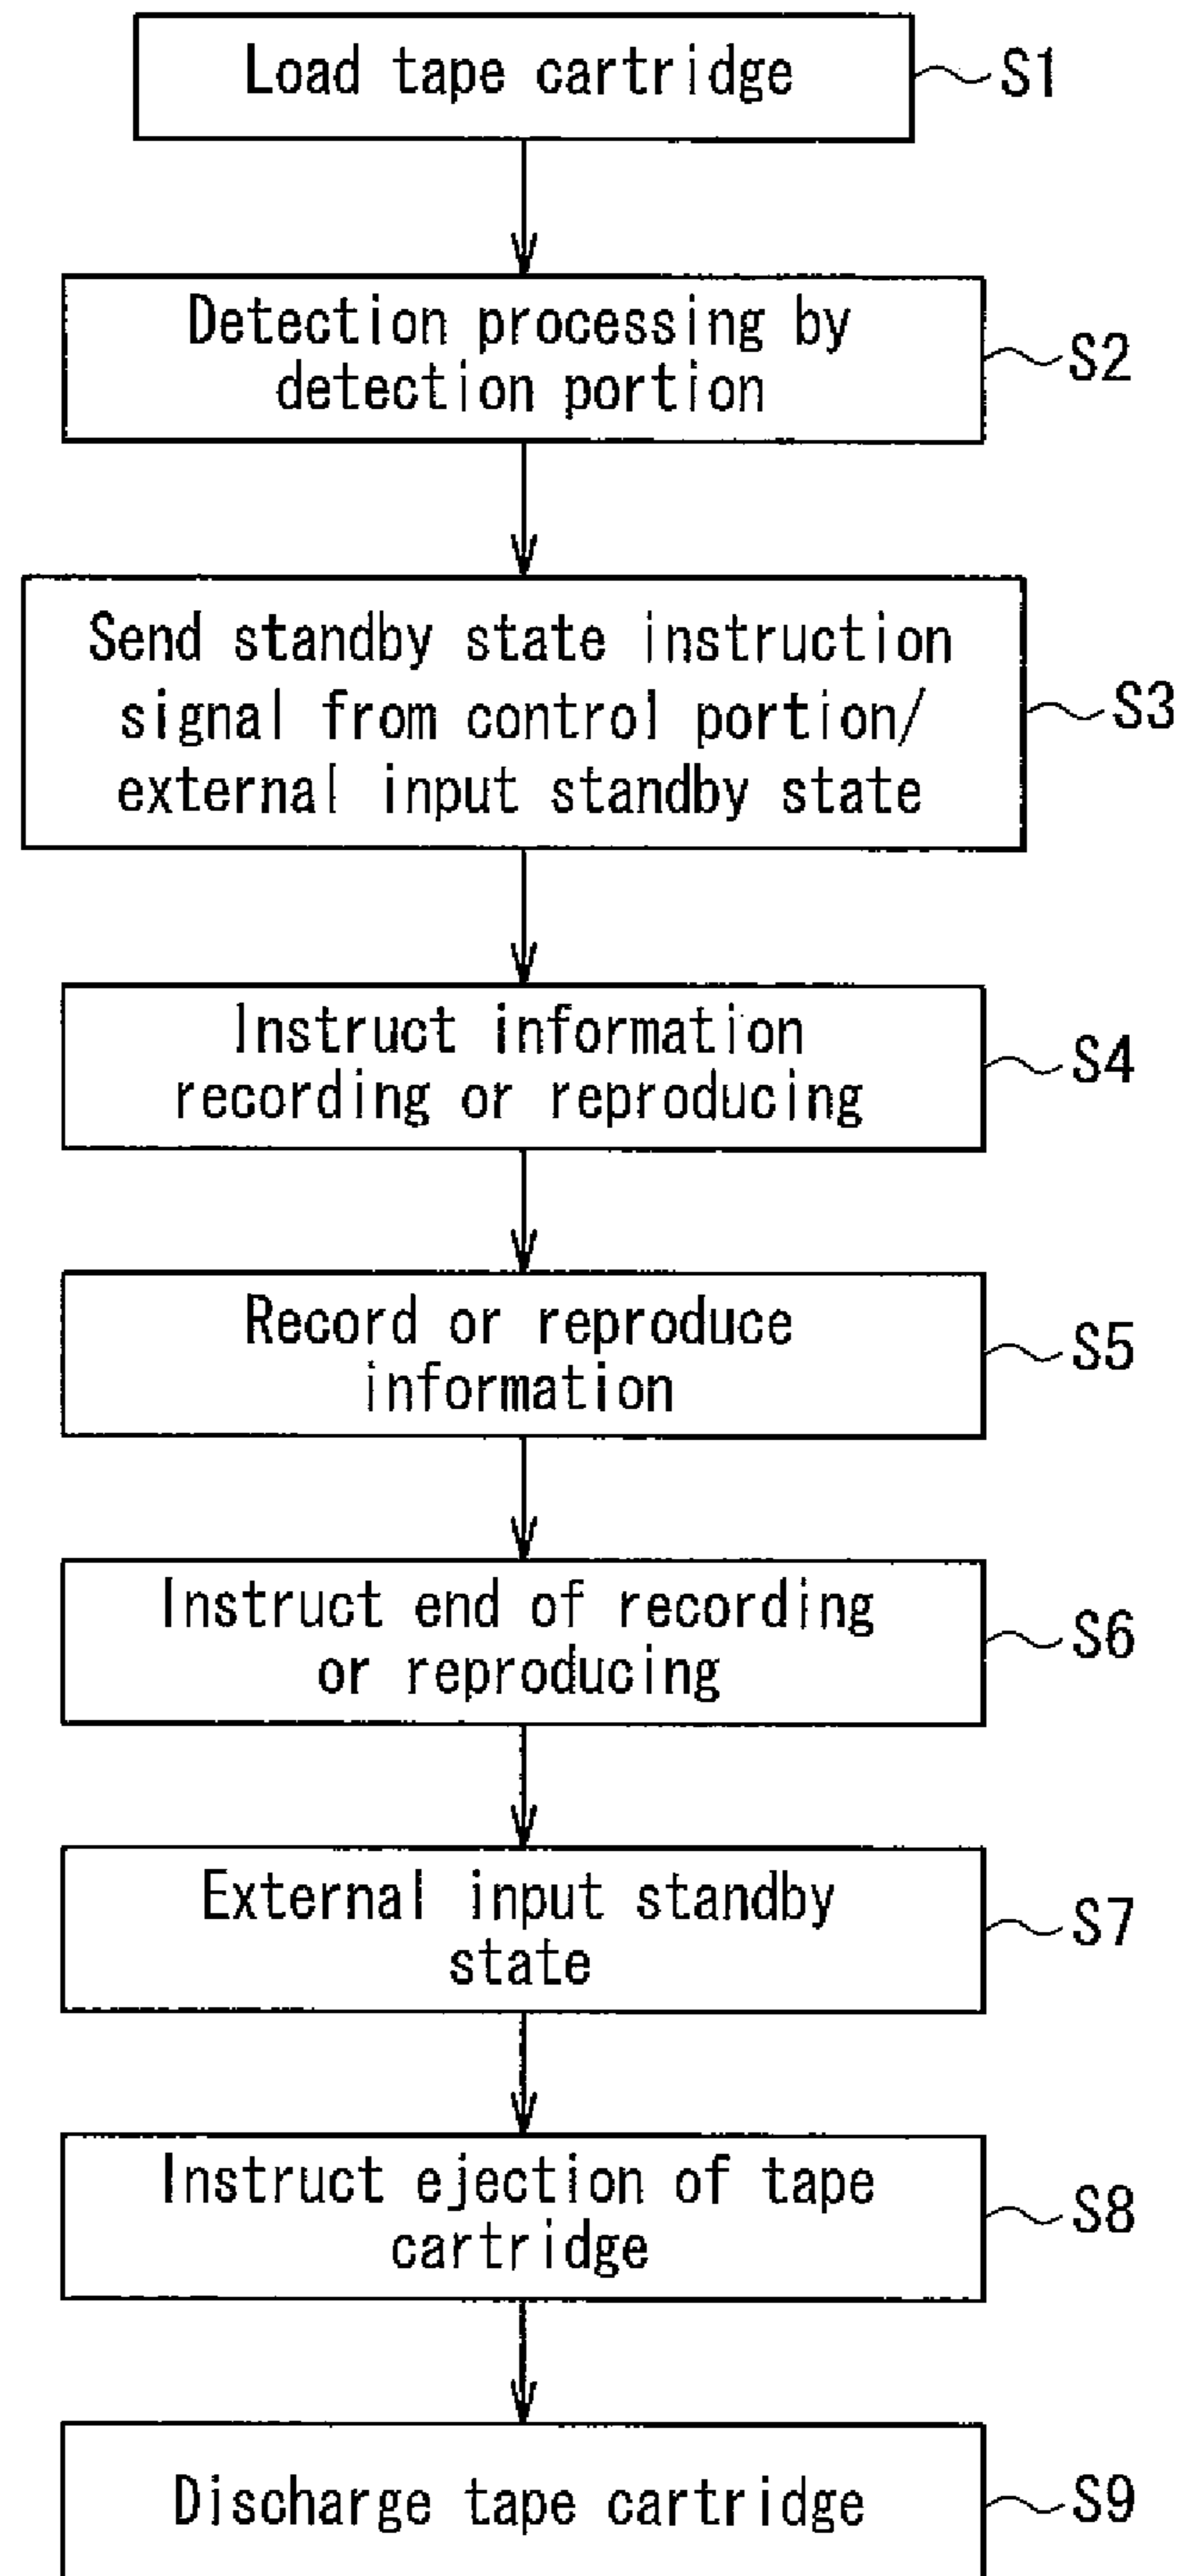 Load tape cartridge
S1
Detection processing by
detection portion
S2
Send standby state instruction
signal from control portion/
external input standby state
S3
Instruct information
recording or reproducing
S4
Record or reproduce
information
S5
Instruct end of recording
or reproducing
S6
External input standby
state
S7
Instruct ejection of tape
cartridge
S8
Discharge tape cartridge
S9